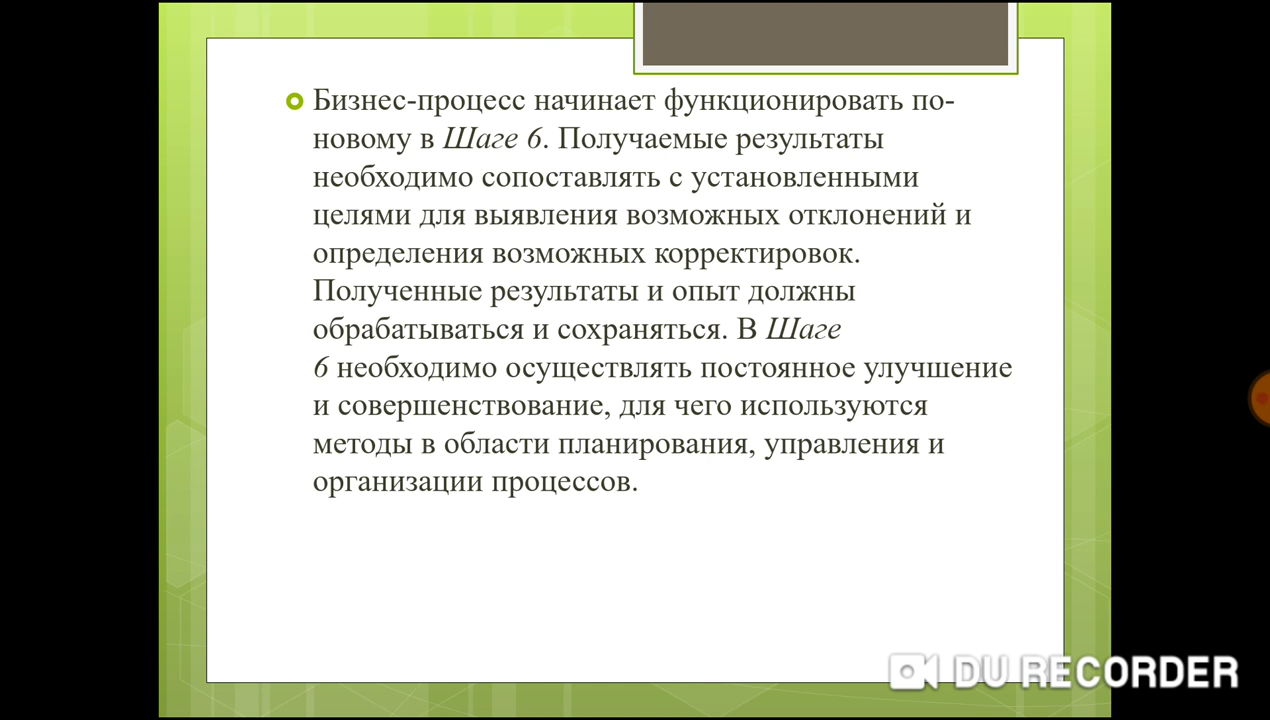 Бизнес-процесс начинает функционировать по-
новому в Шаге 6. Получаемые результаты
необходимо сопоставлять с установленными
целями для выявления возможных отклонений и
определения возможных корректировок.
Полученные результаты и опыт должны
обрабатываться и сохраняться. В Шаге
6 необходимо осуществлять постоянное улучшение
и совершенствование, для чего используются
методы в области планирования, управления и
организации процессов.
DU RECORDER